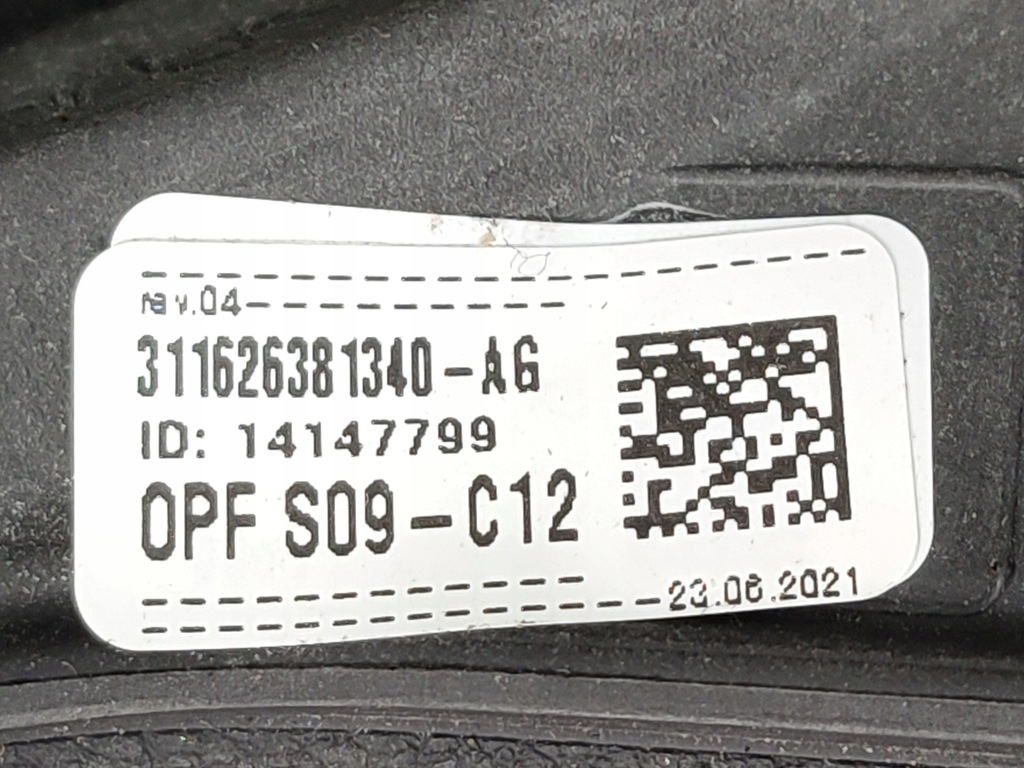 rev.04
311626381340-AG
ID: 14147799
OPF S09-C12
23.06.2021